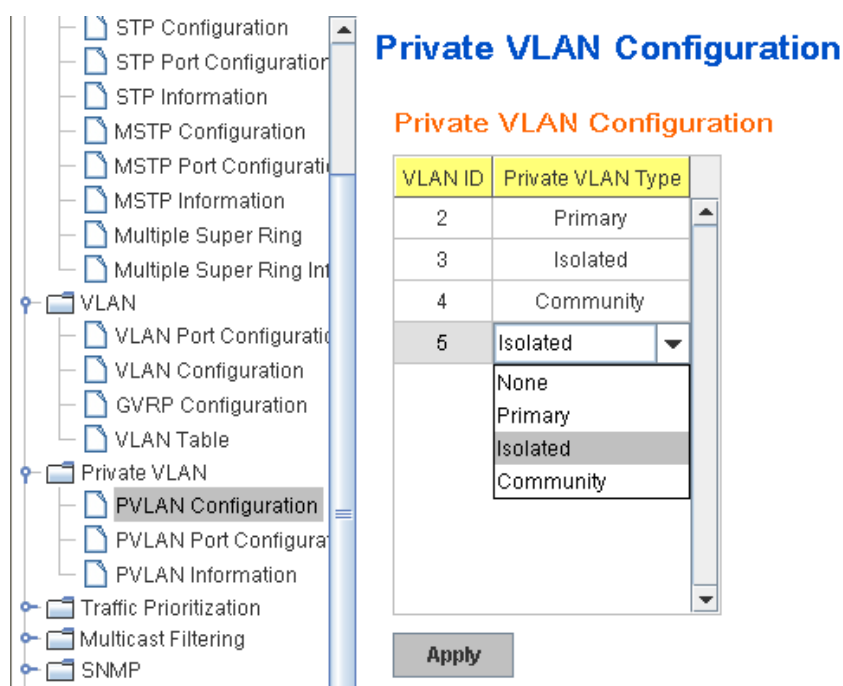 STP Configuration
STP Port Configuration
STP Information
MSTP Configuration
MSTP Port Configurati
MSTP Information
Multiple Super Ring
Multiple Super Ring Inf
VLAN
VLAN Port Configuratio
VLAN Configuration
GVRP Configuration
VLAN Table
Private VLAN
PVLAN Configuration
PVLAN Port Configura
PVLAN Information
Traffic Prioritization
Multicast Filtering
SNMP
Private VLAN Configuration
Private VLAN Configuration
VLAN ID Private VLAN Type
2 Primary
3 Isolated
4 Community
5 Isolated
None
Primary
Isolated
Community
Apply